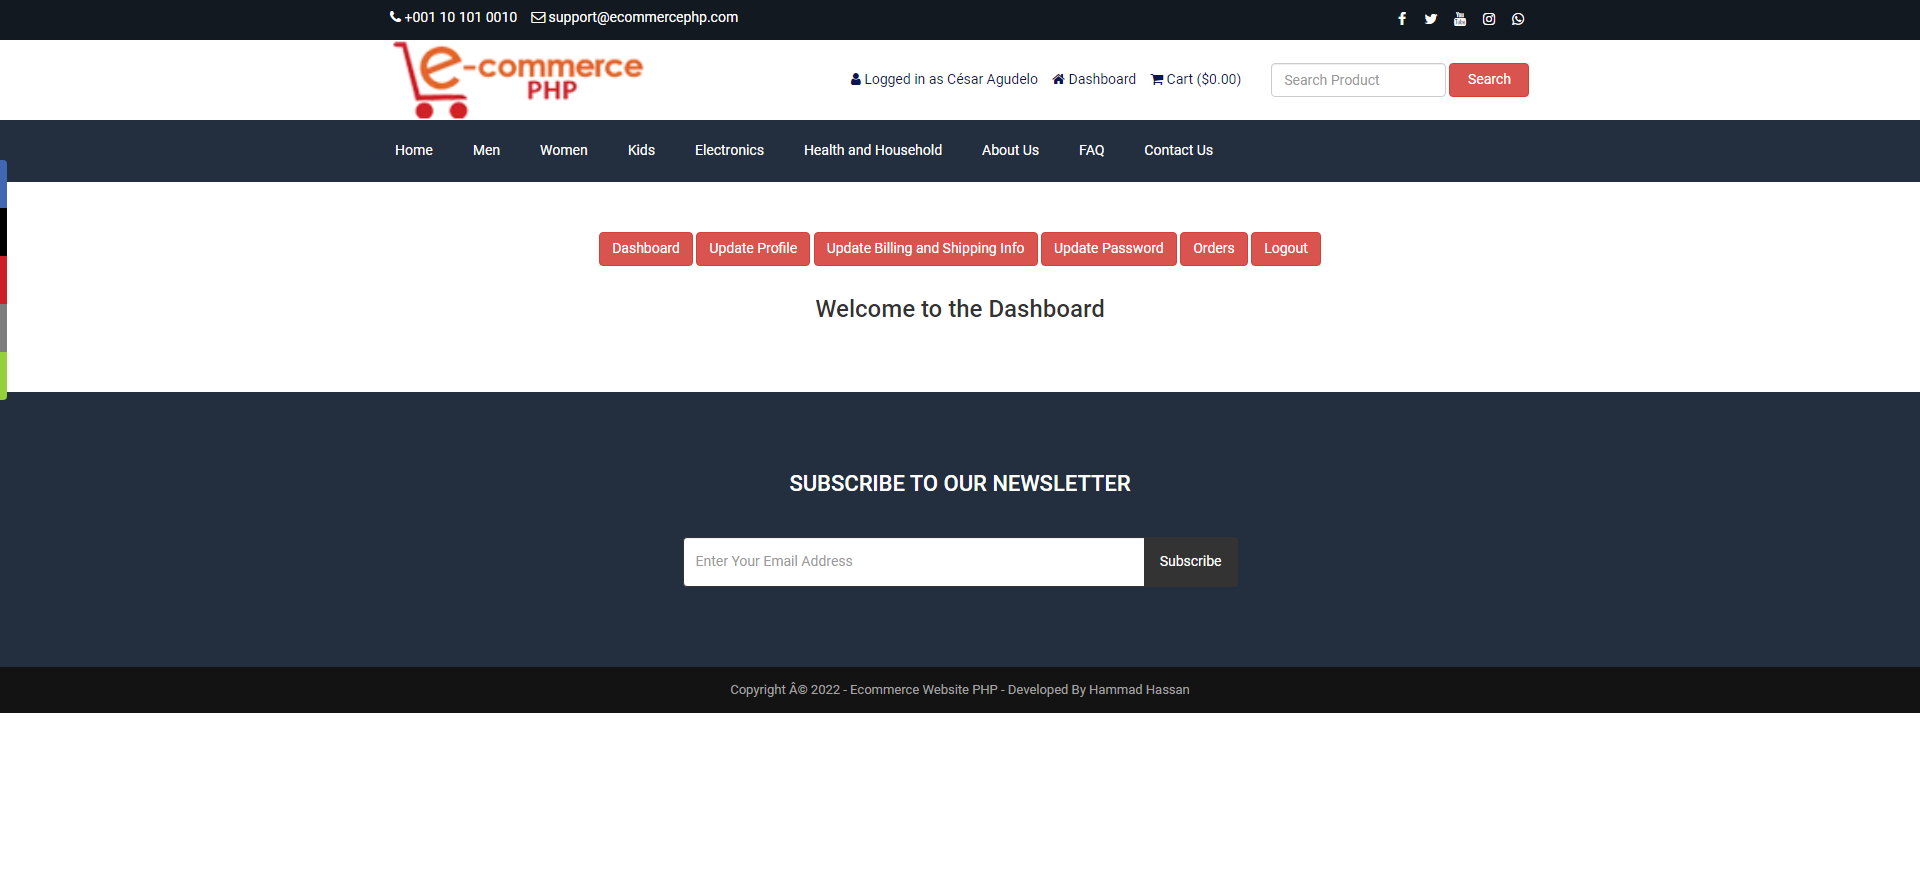 +001 10 101 0010 support@ecommercephp.com
e-commerce
PHP
Logged in as César Agudelo Dashboard Cart ($0.00) Search Product Search
Home Men Women Kids Electronics Health and Household About Us FAQ Contact Us
Dashboard Update Profile Update Billing and Shipping Info Update Password Orders Logout
Welcome to the Dashboard
SUBSCRIBE TO OUR NEWSLETTER
Enter Your Email Address Subscribe
Copyright Â© 2022 - Ecommerce Website PHP - Developed By Hammad Hassan